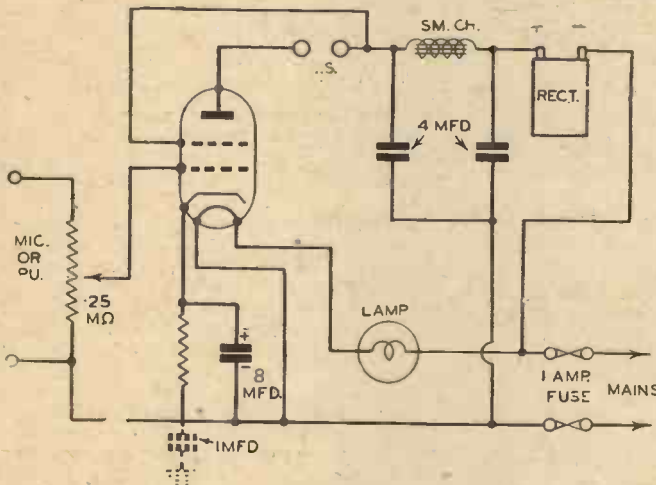 SM. CH.
+ -
.S.
RECT.
4 MFD
MIC.
OR
PU.
.25
MΩ
LAMP
+
- 8
MFD.
1 AMP.
FUSE
MAINS
1MFD